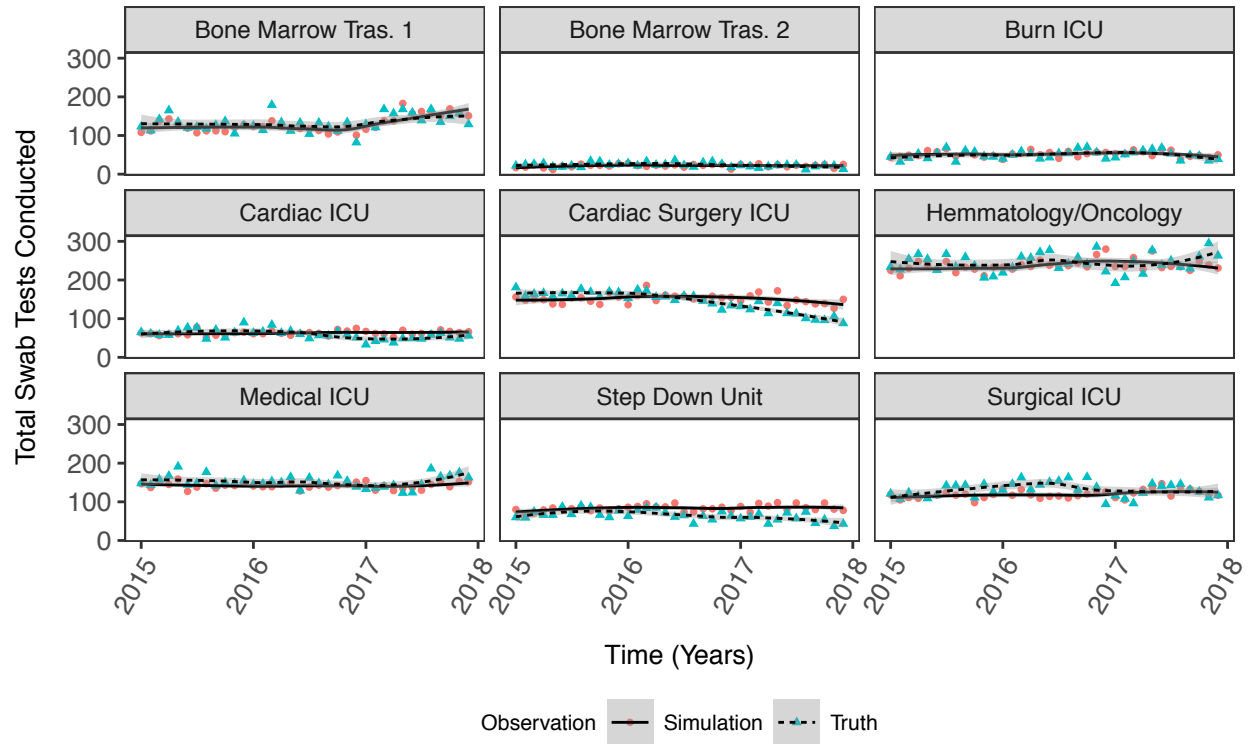 Bone Marrow Tras. 1
Bone Marrow Tras. 2
Burn ICU
300
200
100
0
Cardiac ICU
Cardiac Surgery ICU
Hemmatology/Oncology
300
200
100
0
Medical ICU
Step Down Unit
Surgical ICU
300
200
100
0
2015
2016
2017
2018
2015
2016
2017
2018
2015
2016
2017
2018
Total Swab Tests Conducted
Time (Years)
Observation Simulation Truth